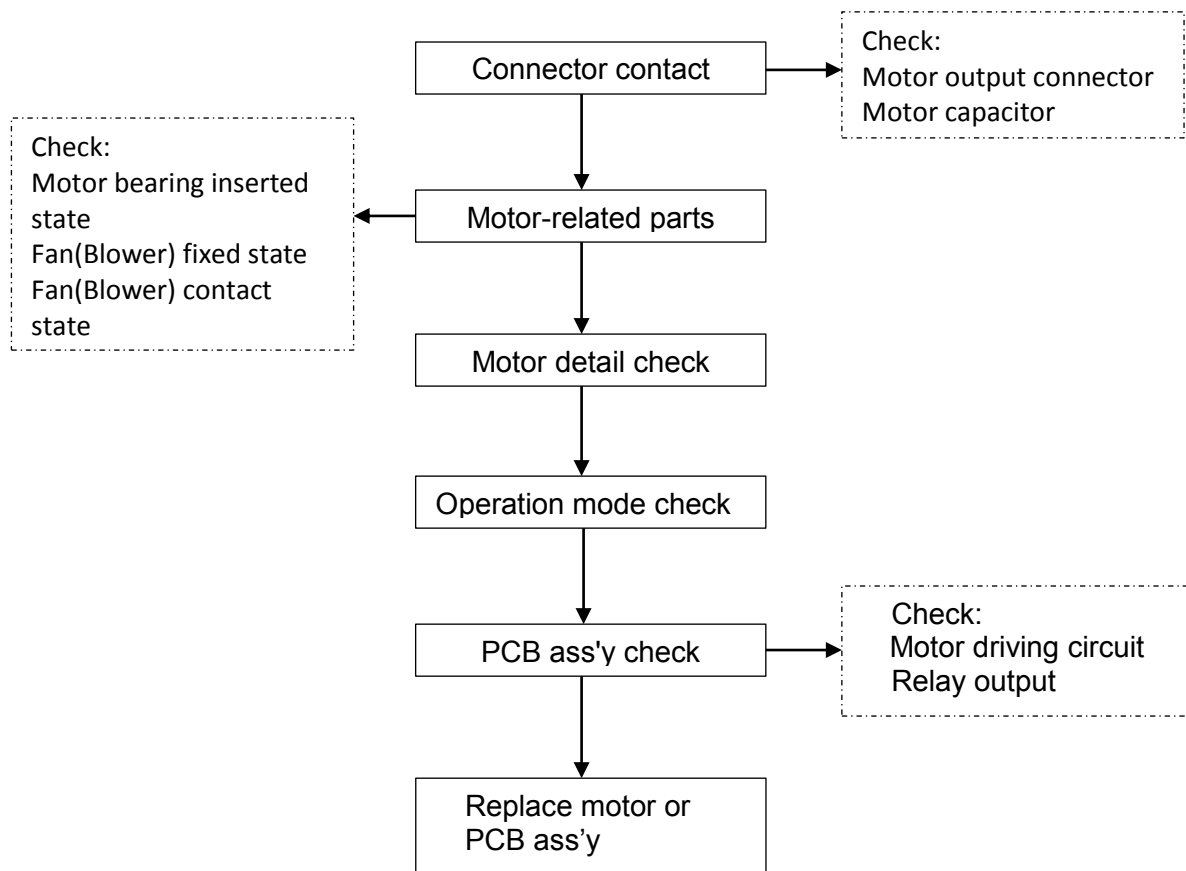 Connector contact
Check:
Motor output connector
Motor capacitor
Check:
Motor bearing inserted
state
Fan(Blower) fixed state
Fan(Blower) contact
state
Motor-related parts
Motor detail check
Operation mode check
PCB ass'y check
Check:
Motor driving circuit
Relay output
Replace motor or
PCB ass’y